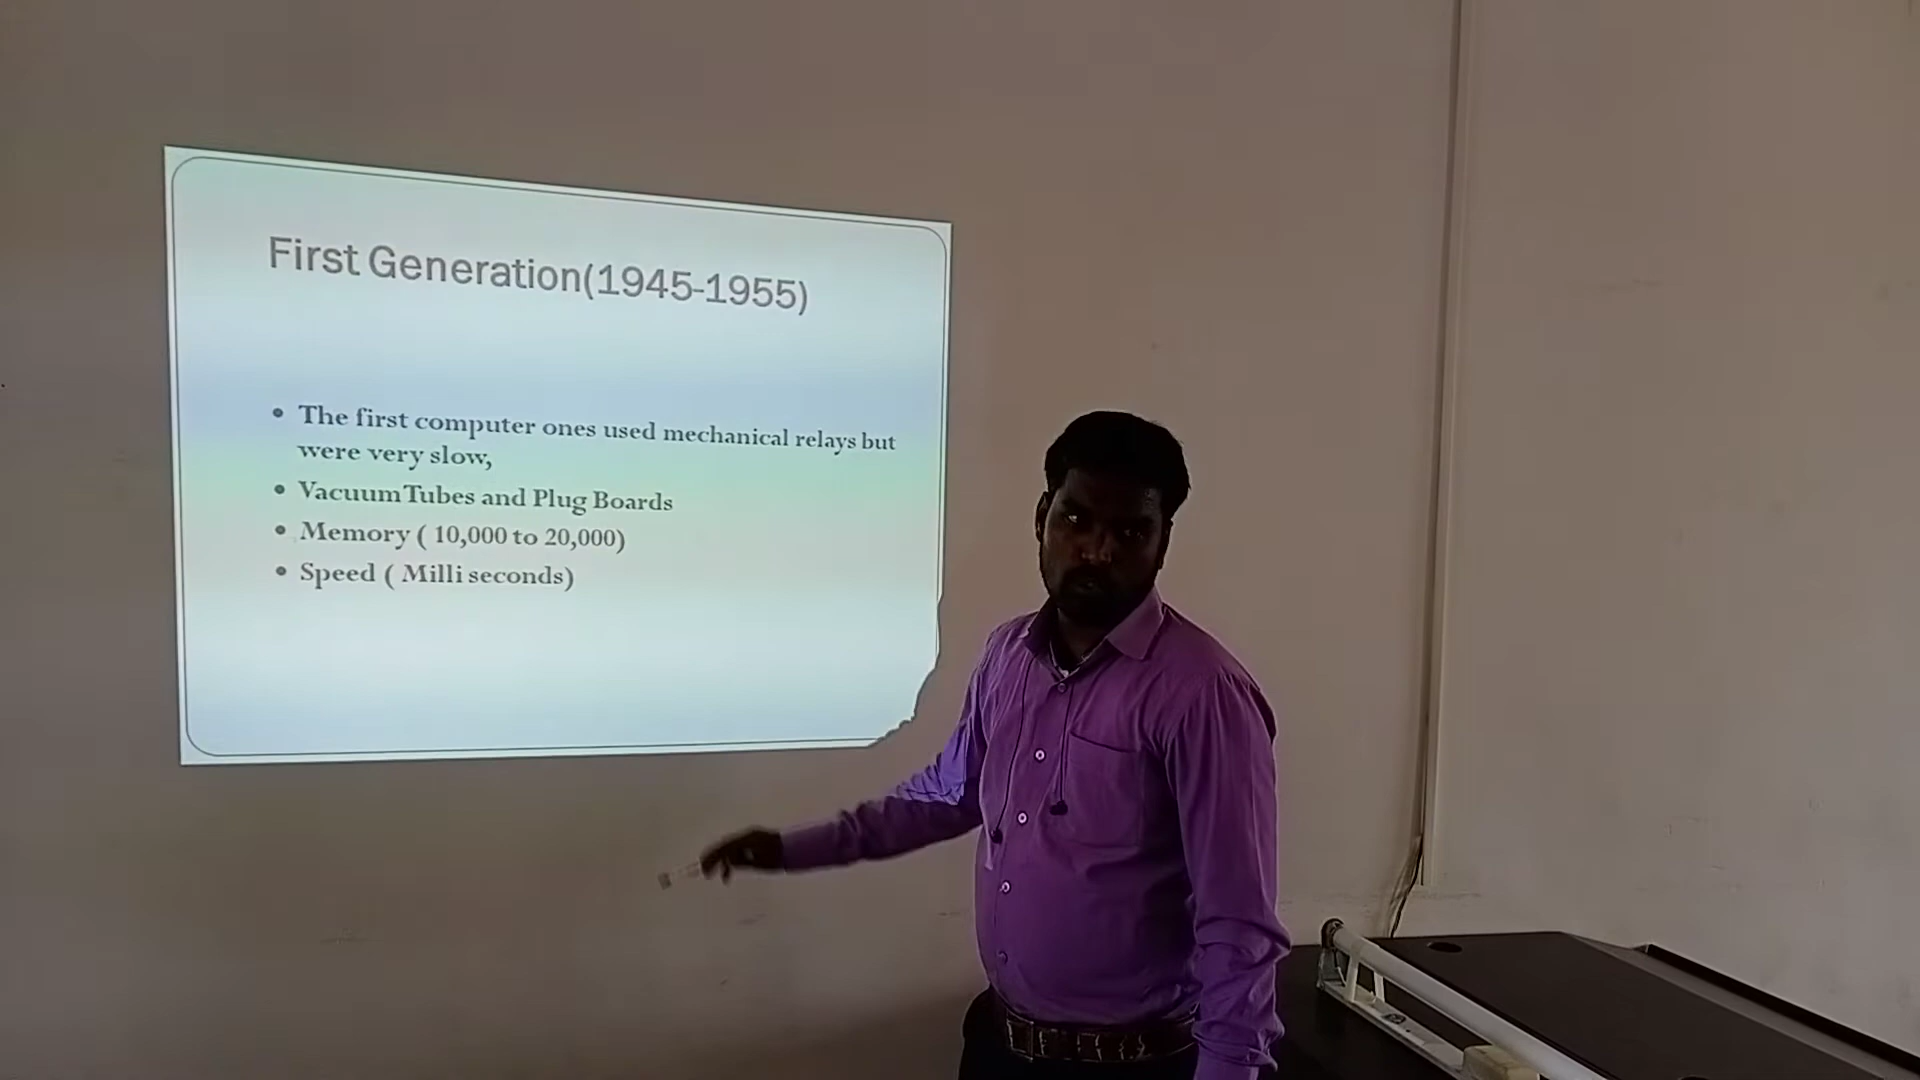 First Generation(1945-1955)
• The first computer ones used mechanical relays but
were very slow,
• Vacuum Tubes and Plug Boards
• Memory ( 10,000 to 20,000)
• Speed ( Milli seconds)